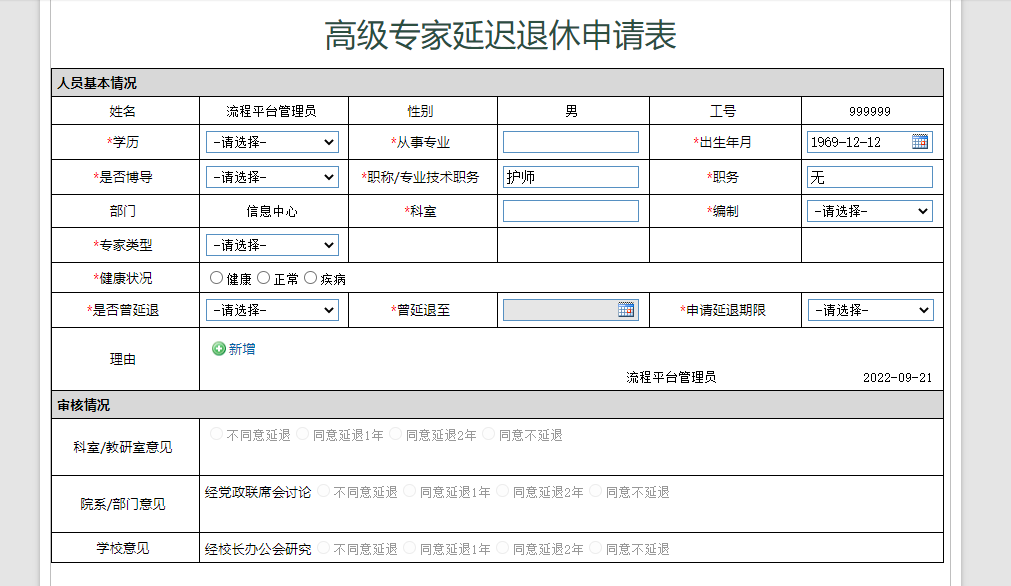 高级专家延迟退休申请表
人员基本情况
姓名 流程平台管理员 性别 男 工号 999999
*学历 -请选择- *从事专业 *出生年月 1969-12-12
*是否博导 -请选择- *职称/专业技术职务 护师 *职务 无
部门 信息中心 *科室 *编制 -请选择-
*专家类型 -请选择-
*健康状况 健康 正常 疾病
*是否曾延退 -请选择- *曾延退至 *申请延退期限 -请选择-
理由 新增
流程平台管理员 2022-09-21
审核情况
科室/教研室意见 不同意延退 同意延退1年 同意延退2年 同意不延退
院系/部门意见 经党政联席会讨论 不同意延退 同意延退1年 同意延退2年 同意不延退
学校意见 经校长办公会研究 不同意延退 同意延退1年 同意延退2年 同意不延退